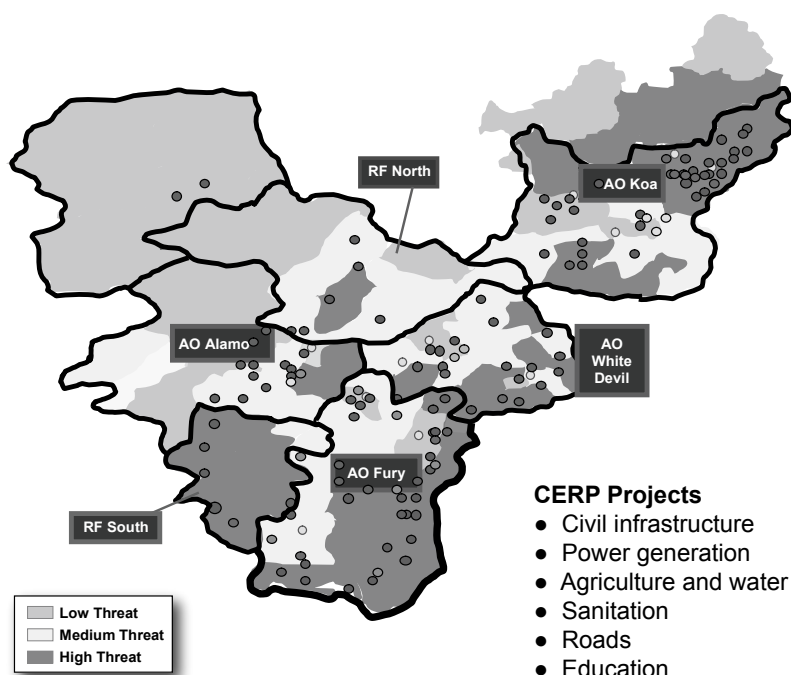 RF North
AO Koa
AO Alamo
AO
White
Devil
AO Fury
RF South
CERP Projects
● Civil infrastructure
● Power generation
● Agriculture and water
● Sanitation
● Roads
● Education
Low Threat
Medium Threat
High Threat